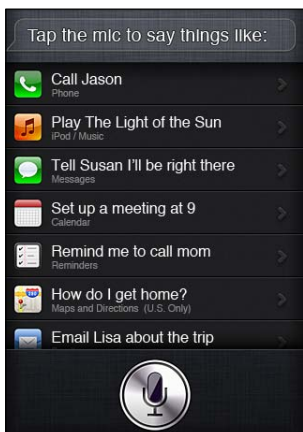 Tap the mic to say things like:
Call Jason
Phone
Play The Light of the Sun
iPod / Music
Tell Susan I'll be right there
Messages
Set up a meeting at 9
Calendar
Remind me to call mom
Reminders
How do I get home?
Maps and Directions (U.S. Only)
Email Lisa about the trip